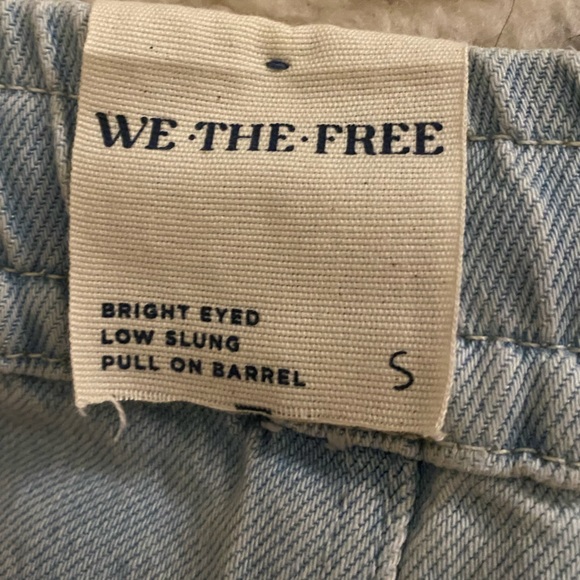 WE·THE·FREE
BRIGHT EYED
LOW SLUNG
PULL ON BARREL
S